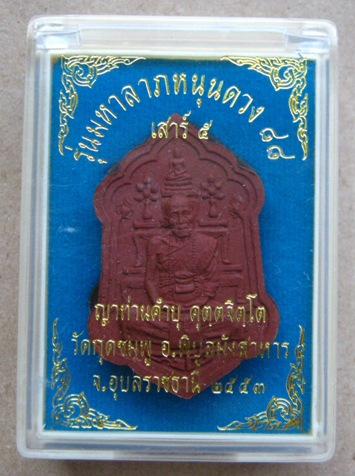 รุ่นมหาลาภหนุนดวง ๕๕
เสาร์ ๕
ญาท่านคำบุ คุตฺตจิตฺโต
วัดกุดชมพู อ.พิบูลมังสาหาร
จ.อุบลราชธานี ๒๕๕๓